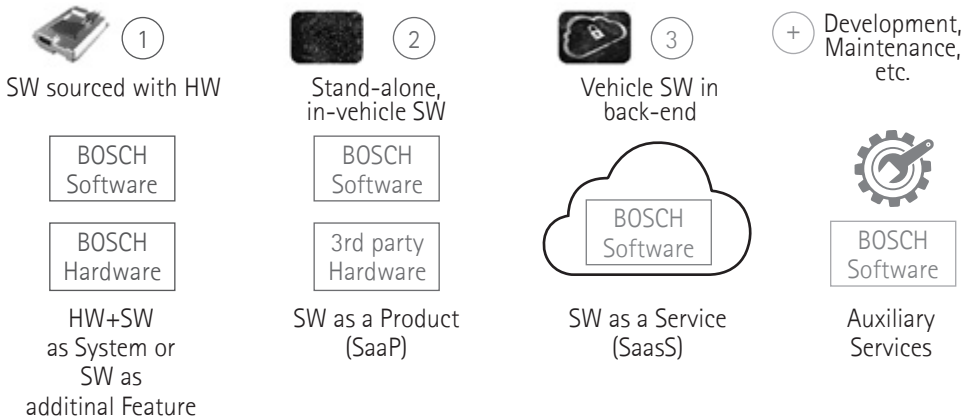 1
SW sourced with HW
BOSCH
Software
BOSCH
Hardware
HW+SW
as System or
SW as
additinal Feature
2
Stand-alone,
in-vehicle SW
BOSCH
Software
3rd party
Hardware
SW as a Product
(SaaP)
3
Vehicle SW in
back-end
BOSCH
Software
SW as a Service
(SaasS)
+
Development,
Maintenance,
etc.
BOSCH
Software
Auxiliary
Services